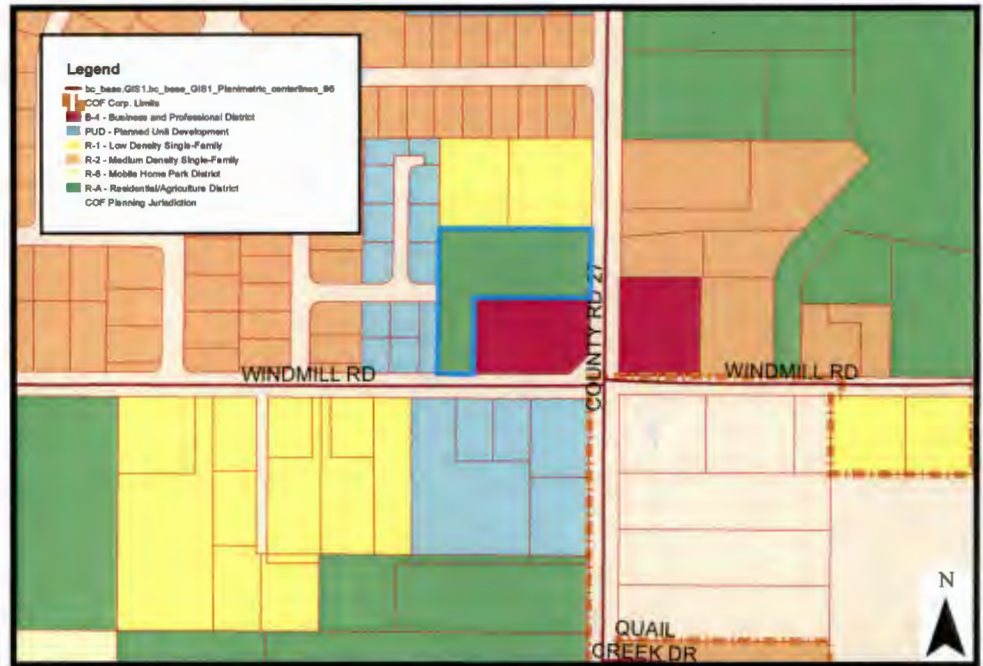 Legend
bc_base.GIS1.bc_base_GIS1_Planimetric_centerlines_96
COF Corp. Limits
B-4 - Business and Professional District
PUD - Planned Unit Development
R-1 - Low Density Single-Family
R-2 - Medium Density Single-Family
R-6 - Mobile Home Park District
R-A - Residential/Agriculture District
COF Planning Jurisdiction
COUNTY RD 27
WINDMILL RD
WINDMILL RD
QUAIL
CREEK DR
N